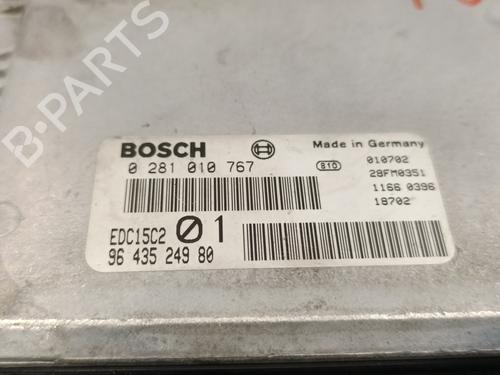 BOSCH
0 281 010 767
Made in Germany
810
010702
28FM0351
1166 0396
18702
EDC15C2
Ø 1
96 435 249 80
B-PARTS